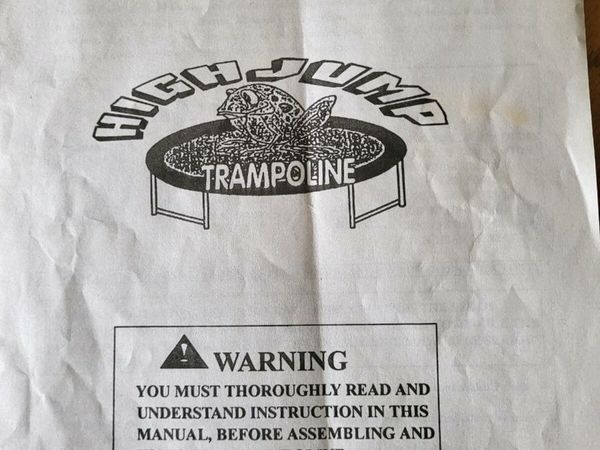 HIGH JUMP
TRAMPOLINE
WARNING
YOU MUST THOROUGHLY READ AND
UNDERSTAND INSTRUCTION IN THIS
MANUAL, BEFORE ASSEMBLING AND